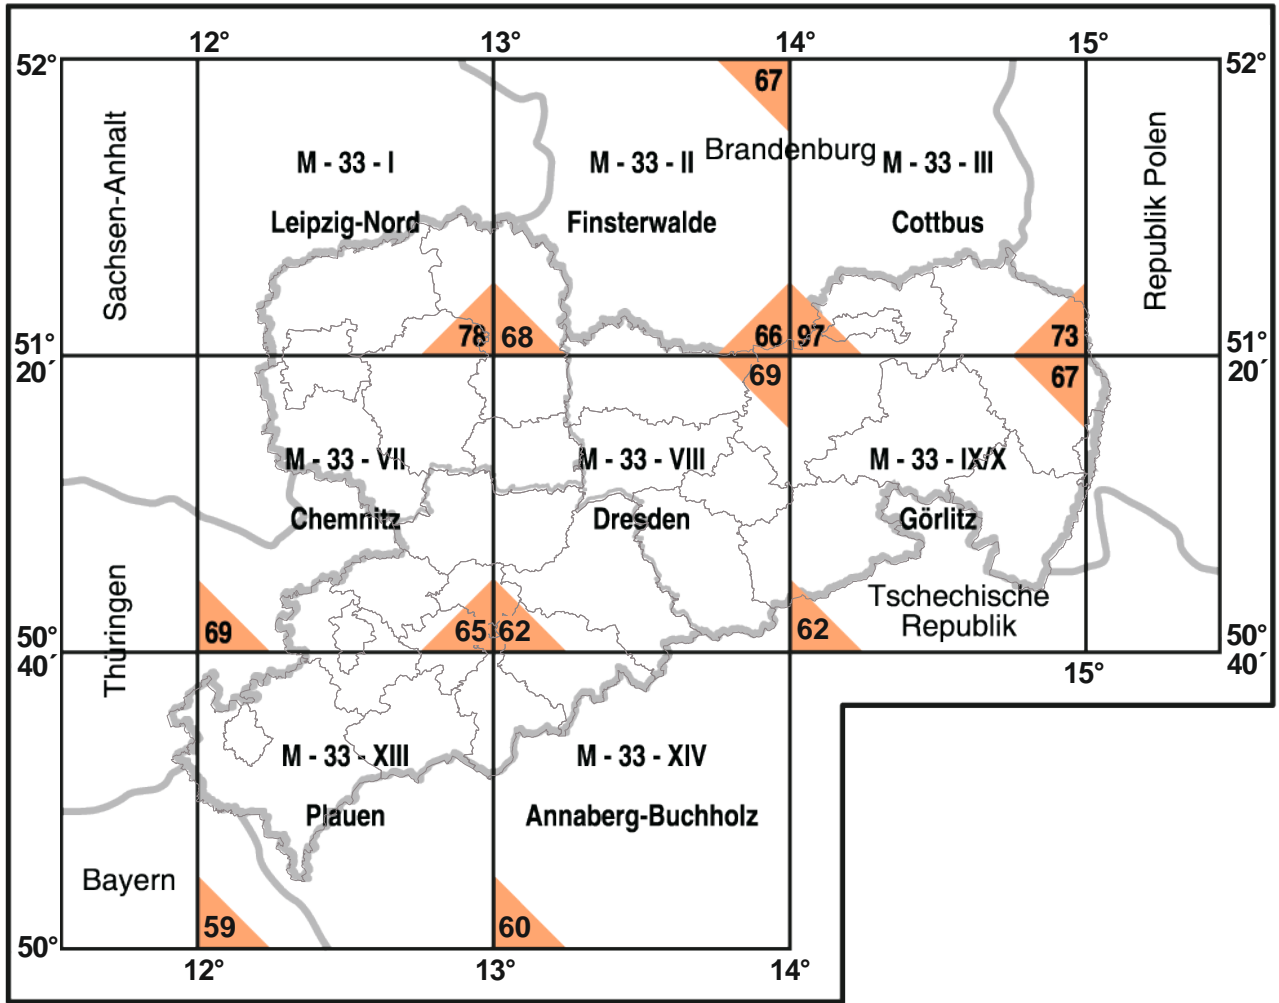 12° 13° 14° 15°
52° 52°
67
Sachsen-Anhalt
Republik Polen
Brandenburg
M - 33 - I M - 33 - II M - 33 - III
Leipzig-Nord Finsterwalde Cottbus
78 68 66 97 73
51° 51°
20´ 20´
69 67
M - 33 - VII M - 33 - VIII M - 33 - IX/X
Chemnitz Dresden Görlitz
Thüringen
Tschechische
Republik
69 65 62 62
50° 50°
40´ 40´
15°
M - 33 - XIII M - 33 - XIV
Plauen Annaberg-Buchholz
Bayern
59 60
50°
12° 13° 14°